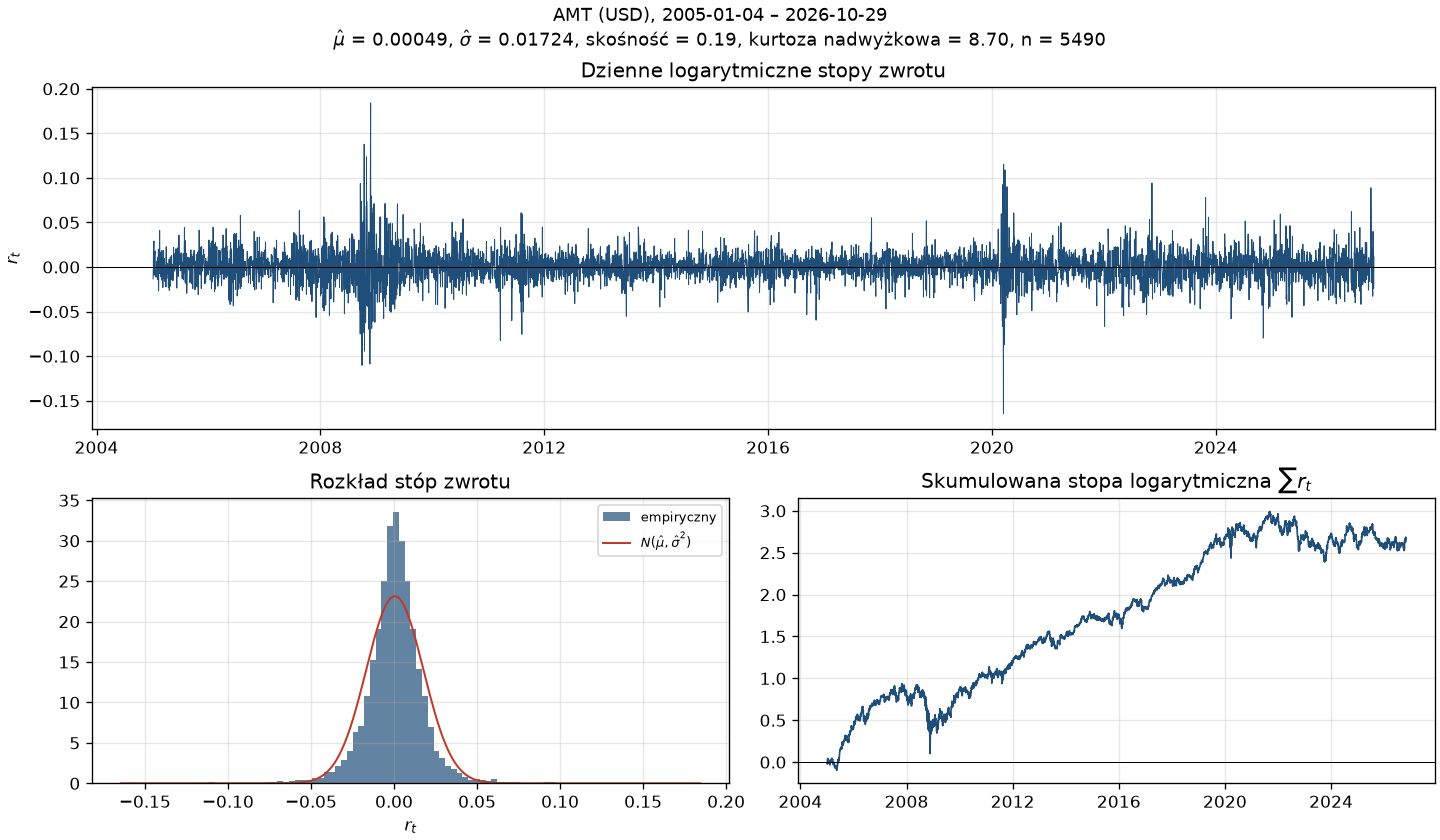 AMT (USD), 2005-01-04 – 2026-10-29
μ̂ = 0.00049, σ̂ = 0.01724, skośność = 0.19, kurtoza nadwyżkowa = 8.70, n = 5490
Dzienne logarytmiczne stopy zwrotu
0.20
0.15
0.10
0.05
0.00
−0.05
−0.10
−0.15
r_t
2004 2008 2012 2016 2020 2024
Rozkład stóp zwrotu
35
30
25
20
15
10
5
0
empiryczny
N(μ̂, σ̂²)
−0.15 −0.10 −0.05 0.00 0.05 0.10 0.15 0.20
r_t
Skumulowana stopa logarytmiczna ∑r_t
3.0
2.5
2.0
1.5
1.0
0.5
0.0
2004 2008 2012 2016 2020 2024